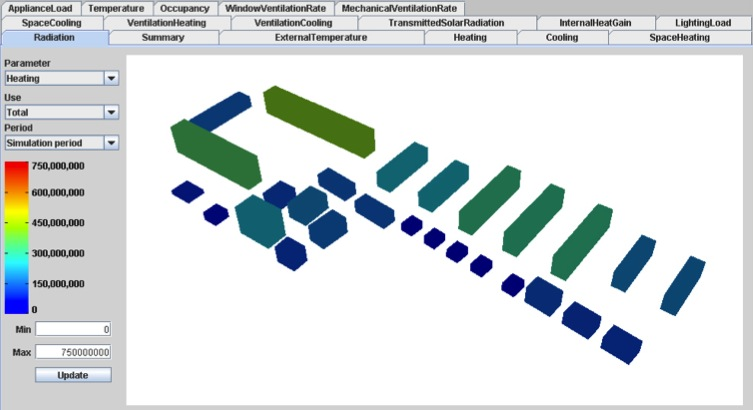 ApplianceLoad Temperature Occupancy WindowVentilationRate MechanicalVentilationRate
SpaceCooling VentilationHeating VentilationCooling TransmittedSolarRadiation InternalHeatGain LightingLoad
Radiation Summary ExternalTemperature Heating Cooling SpaceHeating
Parameter
Heating
Use
Total
Period
Simulation period
750,000,000
600,000,000
450,000,000
300,000,000
150,000,000
0
Min 0
Max 750000000
Update